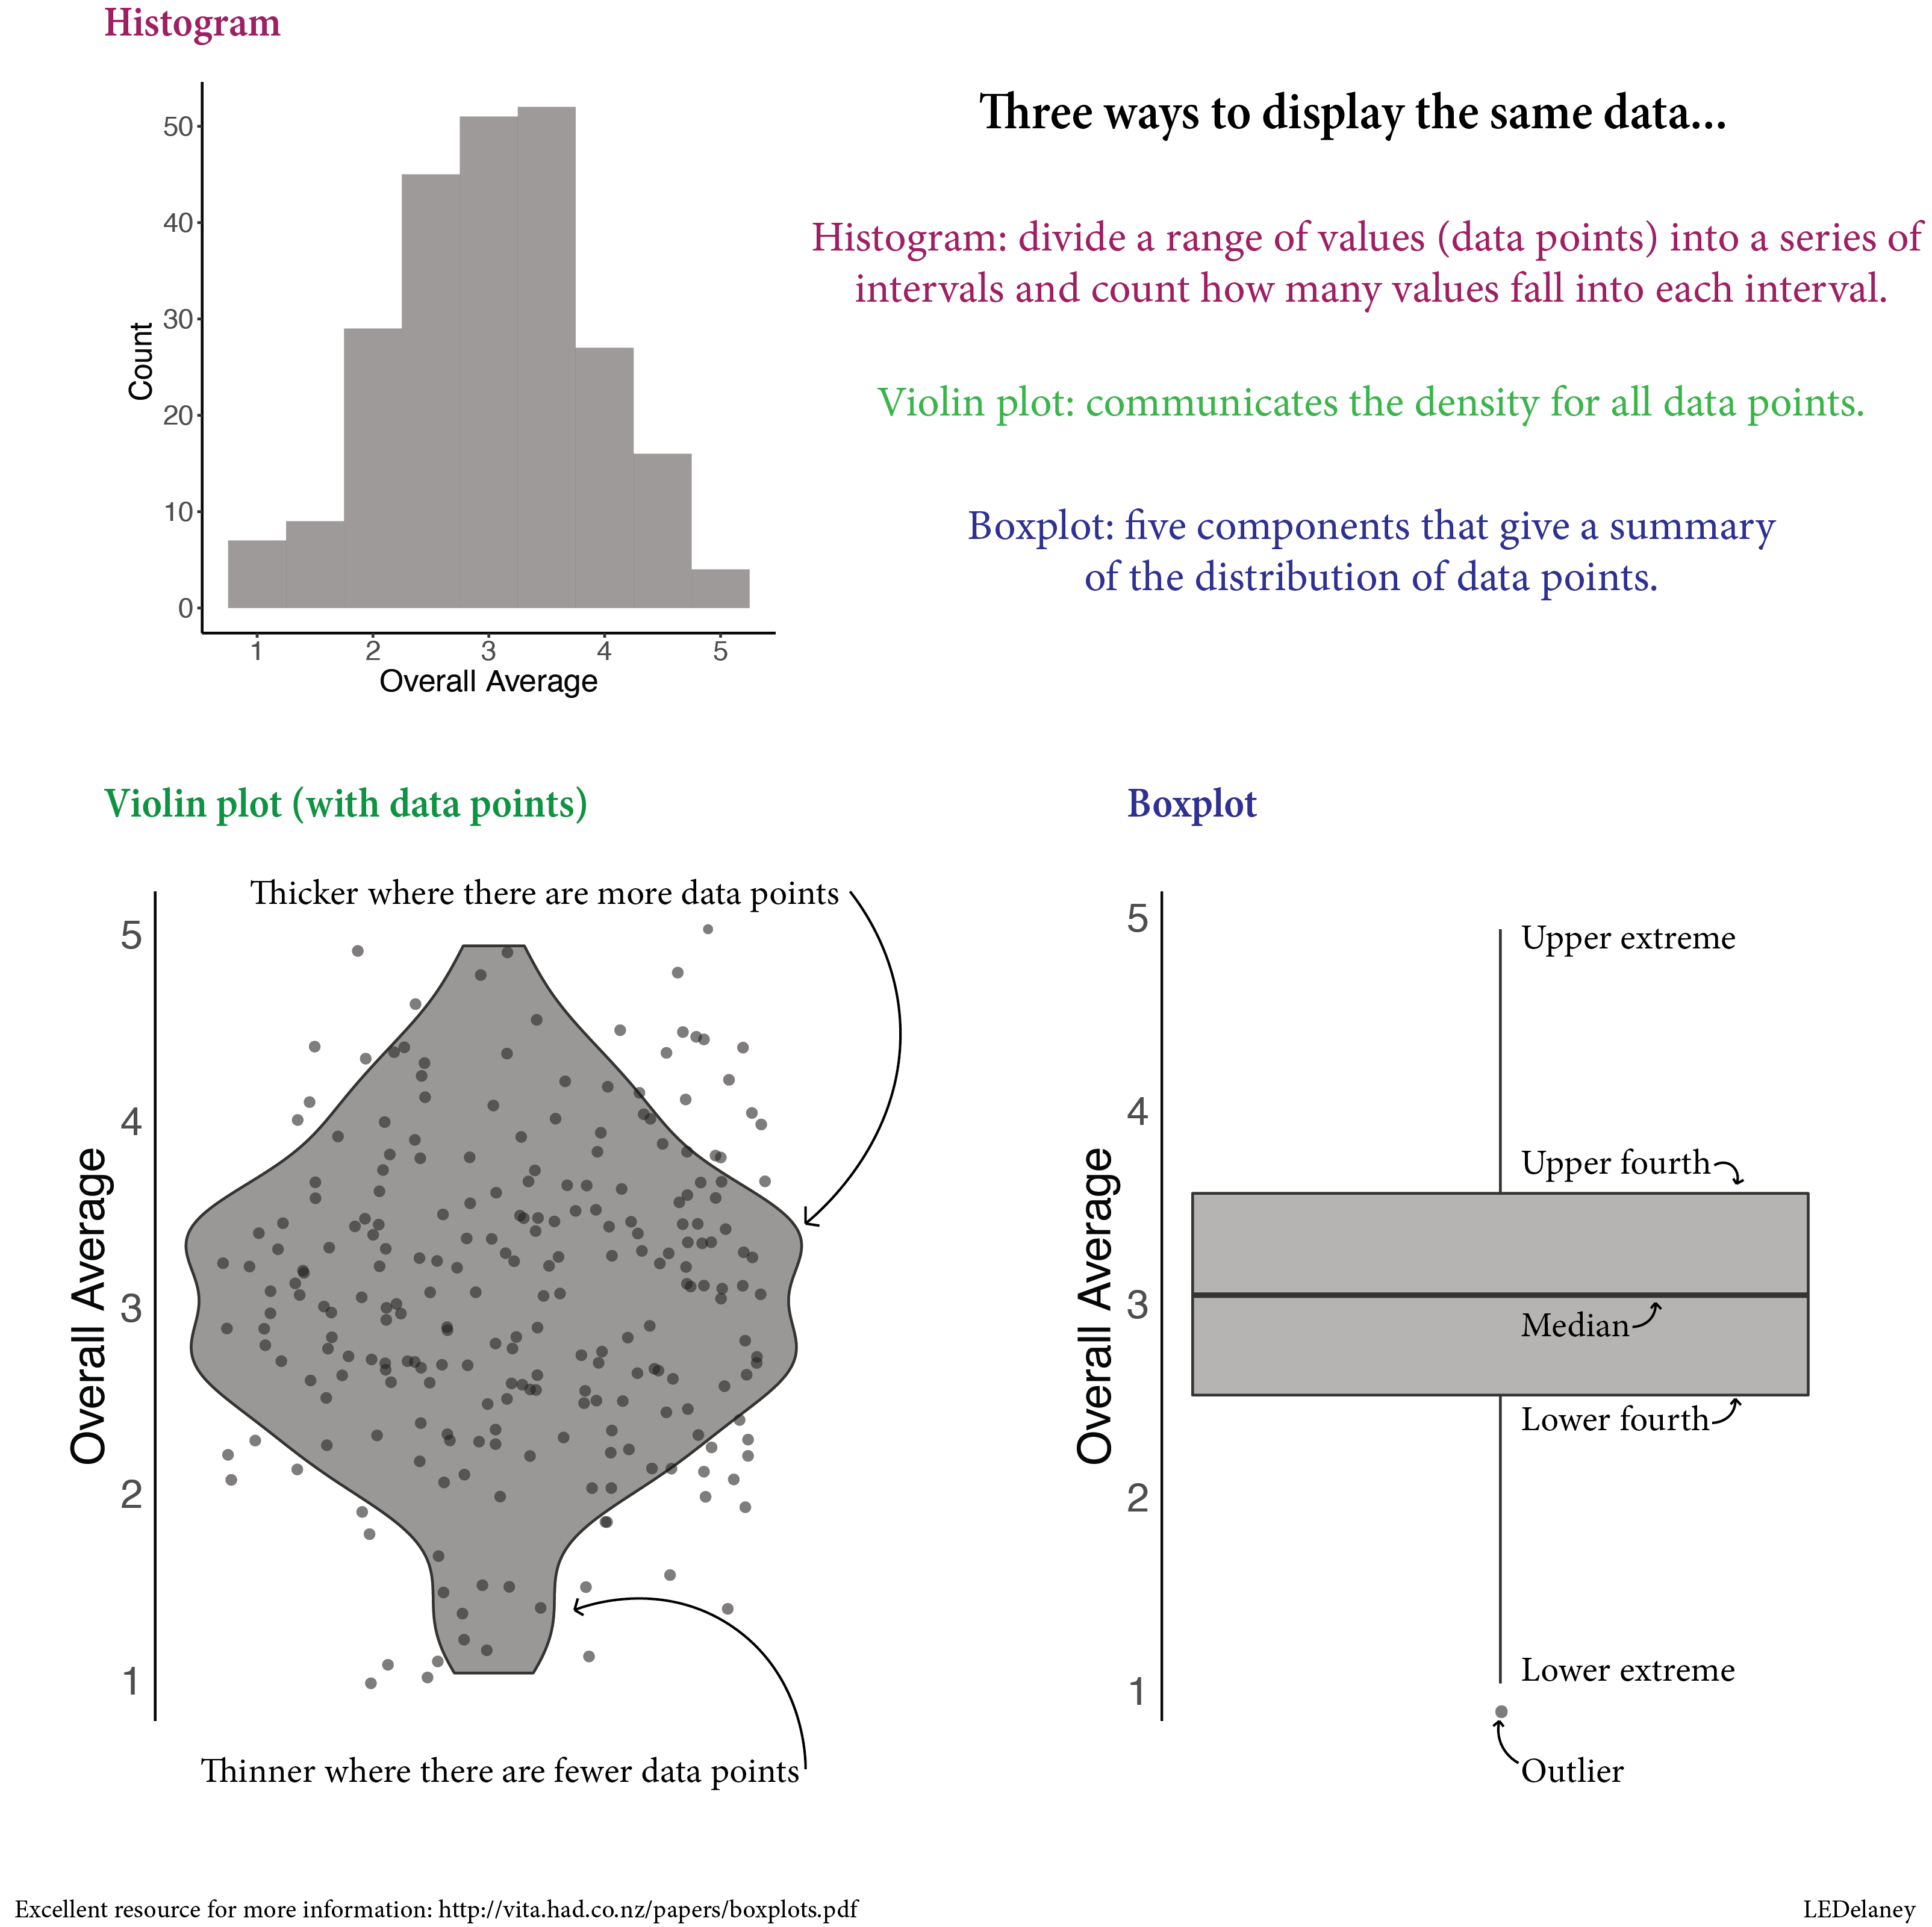 Histogram
50
40
30
20
10
0
Count
1 2 3 4 5
Overall Average
Three ways to display the same data...
Histogram: divide a range of values (data points) into a series of
intervals and count how many values fall into each interval.
Violin plot: communicates the density for all data points.
Boxplot: five components that give a summary
of the distribution of data points.
Violin plot (with data points)
Thicker where there are more data points
5
4
3
2
1
Overall Average
Thinner where there are fewer data points
Boxplot
5
4
3
2
1
Overall Average
Upper extreme
Upper fourth
Median
Lower fourth
Lower extreme
Outlier
Excellent resource for more information: http://vita.had.co.nz/papers/boxplots.pdf
LEDelaney